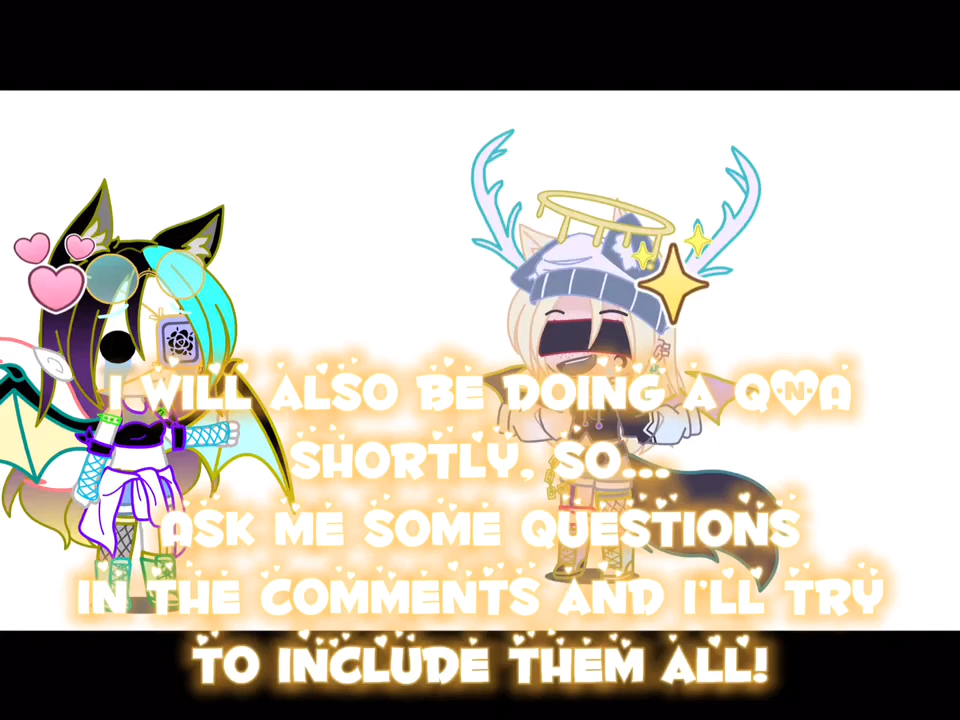 I WILL ALSO BE DOING A Q·N·A
SHORTLY, SO...
ASK ME SOME QUESTIONS
IN THE COMMENTS AND I'LL TRY
TO INCLUDE THEM ALL!